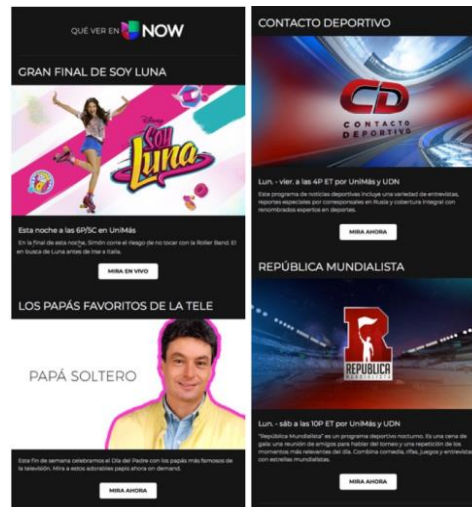 QUÉ VER EN NOW
GRAN FINAL DE SOY LUNA
Disney
SOY
Luna
Esta noche a las 6P/5C en UniMás
En la final de esta noche, Simón corre el riesgo de no tocar con la Roller Band. El
en busca de Luna antes de irse a Italia.
MIRA EN VIVO
LOS PAPÁS FAVORITOS DE LA TELE
PAPÁ SOLTERO
Este fin de semana celebramos el Día del Padre con los papás más famosos de
la televisión. Mira a estos adorables papis ahora on demand.
MIRA AHORA
CONTACTO DEPORTIVO
CD
CONTACTO
DEPORTIVO
Lun. - vier. a las 4P ET por UniMás y UDN
Este programa de noticias deportivas incluye una variedad de entrevistas,
reportes especiales por corresponsales en Rusia y cobertura integral con
renombrados expertos en deportes.
MIRA AHORA
REPÚBLICA MUNDIALISTA
R
REPUBLICA
MUNDIALISTA
Lun. - sáb a las 10P ET por UniMás y UDN
"República Mundialista" es un programa deportivo nocturno. Es una cena de
gala: una reunión de amigos para hablar del torneo y una repetición de los
momentos más relevantes del día. Combina comedia, rifas, juegos y entrevistas
con estrellas mundialistas.
MIRA AHORA